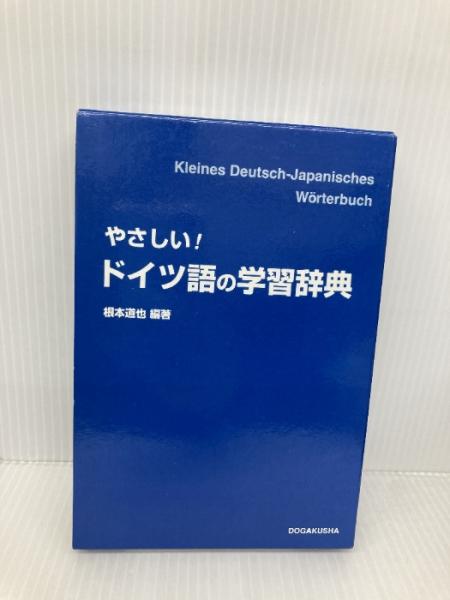 Kleines Deutsch-Japanisches
Wörterbuch
やさしい!
ドイツ語の学習辞典
根本道也 編著
DOGAKUSHA